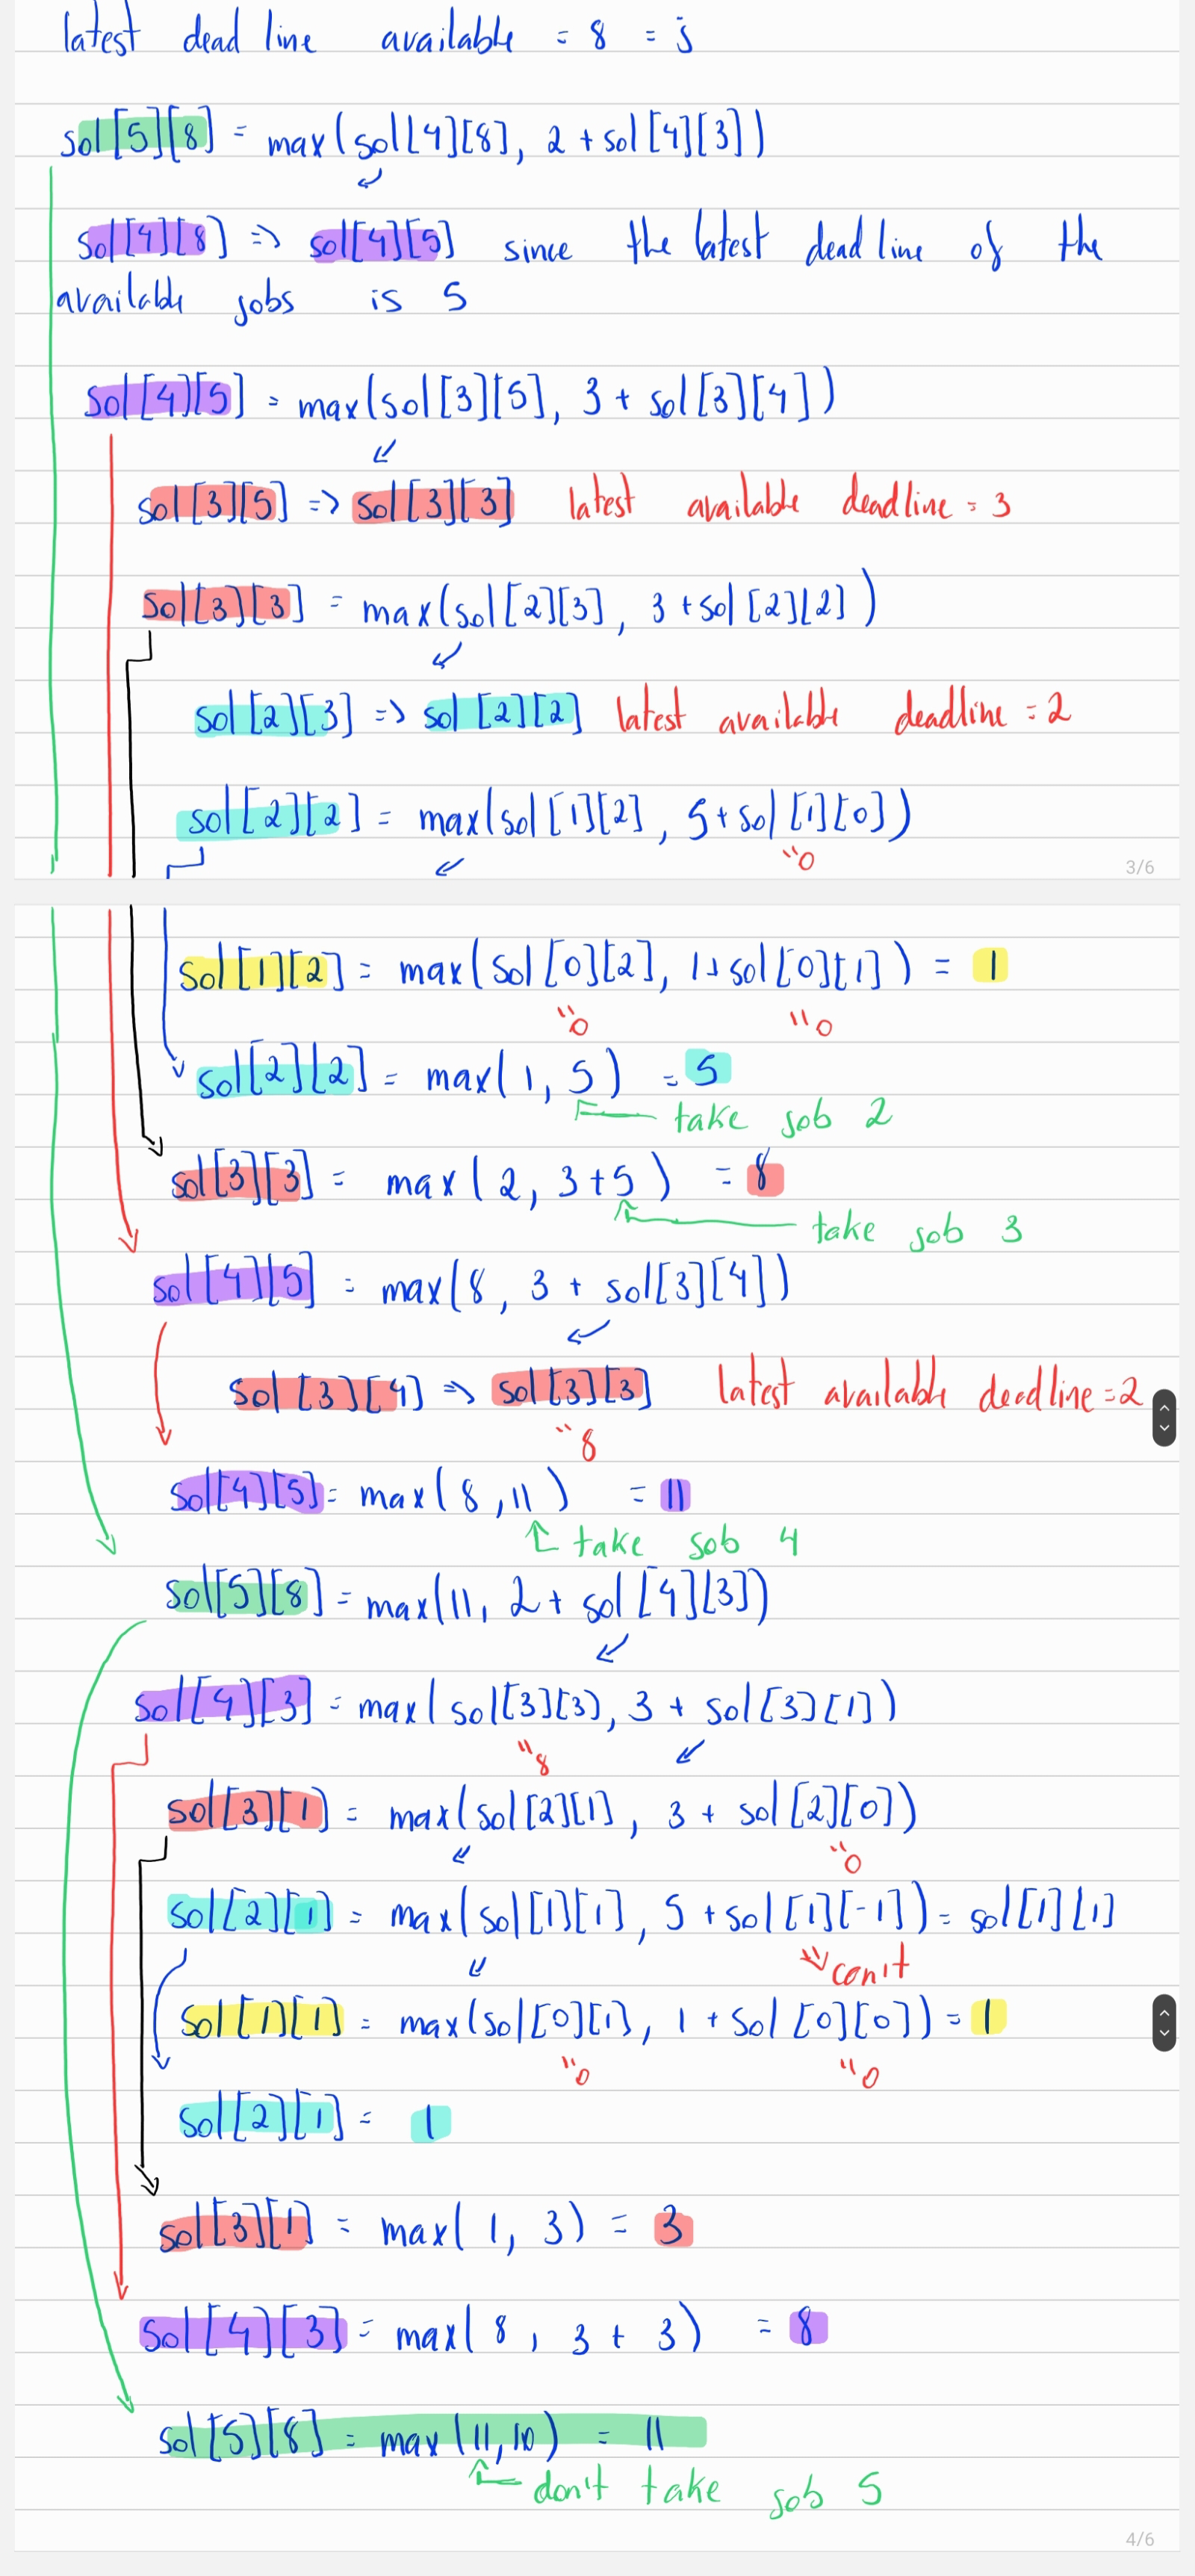 latest dead line available = 8 = j
sol[5][8] = max(sol[4][8], 2 + sol[4][3])
sol[4][8] => sol[4][5] since the latest dead line of the
available jobs is 5
sol[4][5] = max(sol[3][5], 3 + sol[3][4])
sol[3][5] => sol[3][3] latest available deadline = 3
sol[3][3] = max(sol[2][3], 3 + sol[2][2])
sol[2][3] => sol[2][2] latest available deadline = 2
sol[2][2] = max(sol[1][2], 5 + sol[1][0])
"0
3/6
sol[1][2] = max(sol[0][2], 1+sol[0][1]) = 1
"0 "0
sol[2][2] = max(1, 5) = 5
take job 2
sol[3][3] = max(2, 3+5) = 8
take job 3
sol[4][5] = max(8, 3 + sol[3][4])
sol[3][4] => sol[3][3] latest available deadline = 2
"8
sol[4][5] = max(8, 11) = 11
take job 4
sol[5][8] = max(11, 2 + sol[4][3])
sol[4][3] = max(sol[3][3], 3 + sol[3][1])
"8
sol[3][1] = max(sol[2][1], 3 + sol[2][0])
"0
sol[2][1] = max(sol[1][1], 5 + sol[1][-1]) = sol[1][1]
can't
sol[1][1] = max(sol[0][1], 1 + sol[0][0]) = 1
"0 "0
sol[2][1] = 1
sol[3][1] = max(1, 3) = 3
sol[4][3] = max(8, 3 + 3) = 8
sol[5][8] = max(11, 10) = 11
don't take job 5
4/6